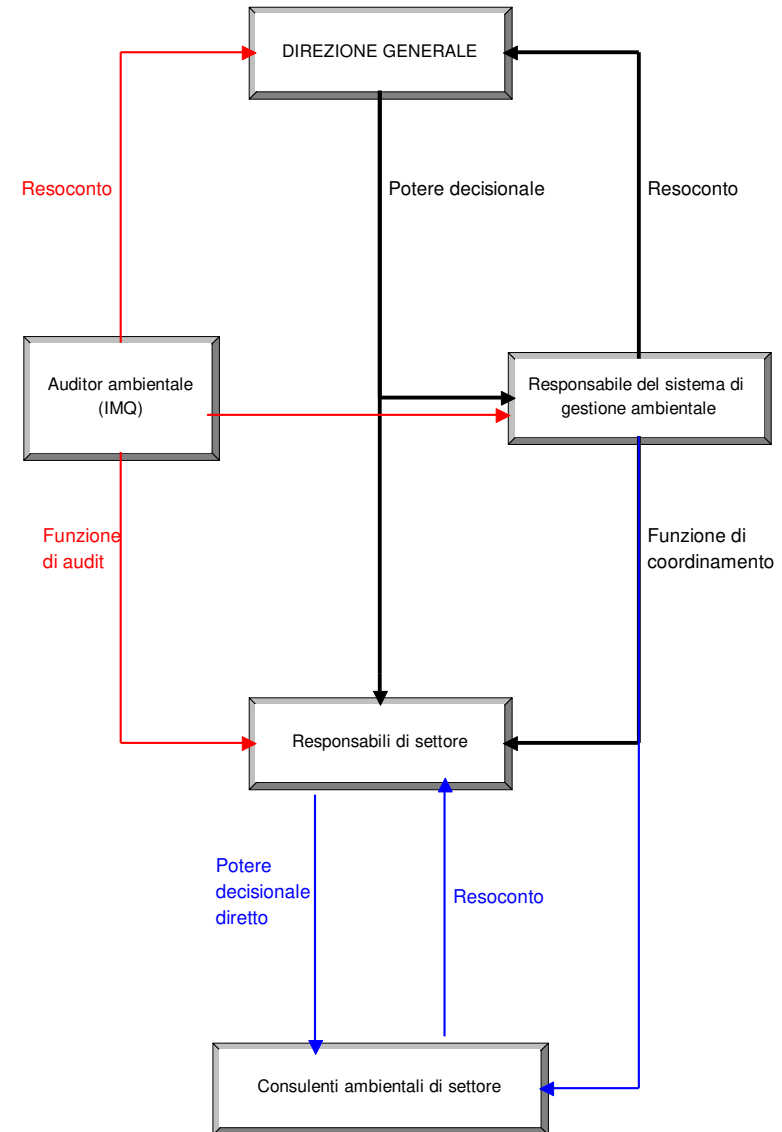 DIREZIONE GENERALE
Resoconto
Potere decisionale
Resoconto
Auditor ambientale
(IMQ)
Responsabile del sistema di
gestione ambientale
Funzione
di audit
Funzione di
coordinamento
Responsabili di settore
Potere
decisionale
diretto
Resoconto
Consulenti ambientali di settore